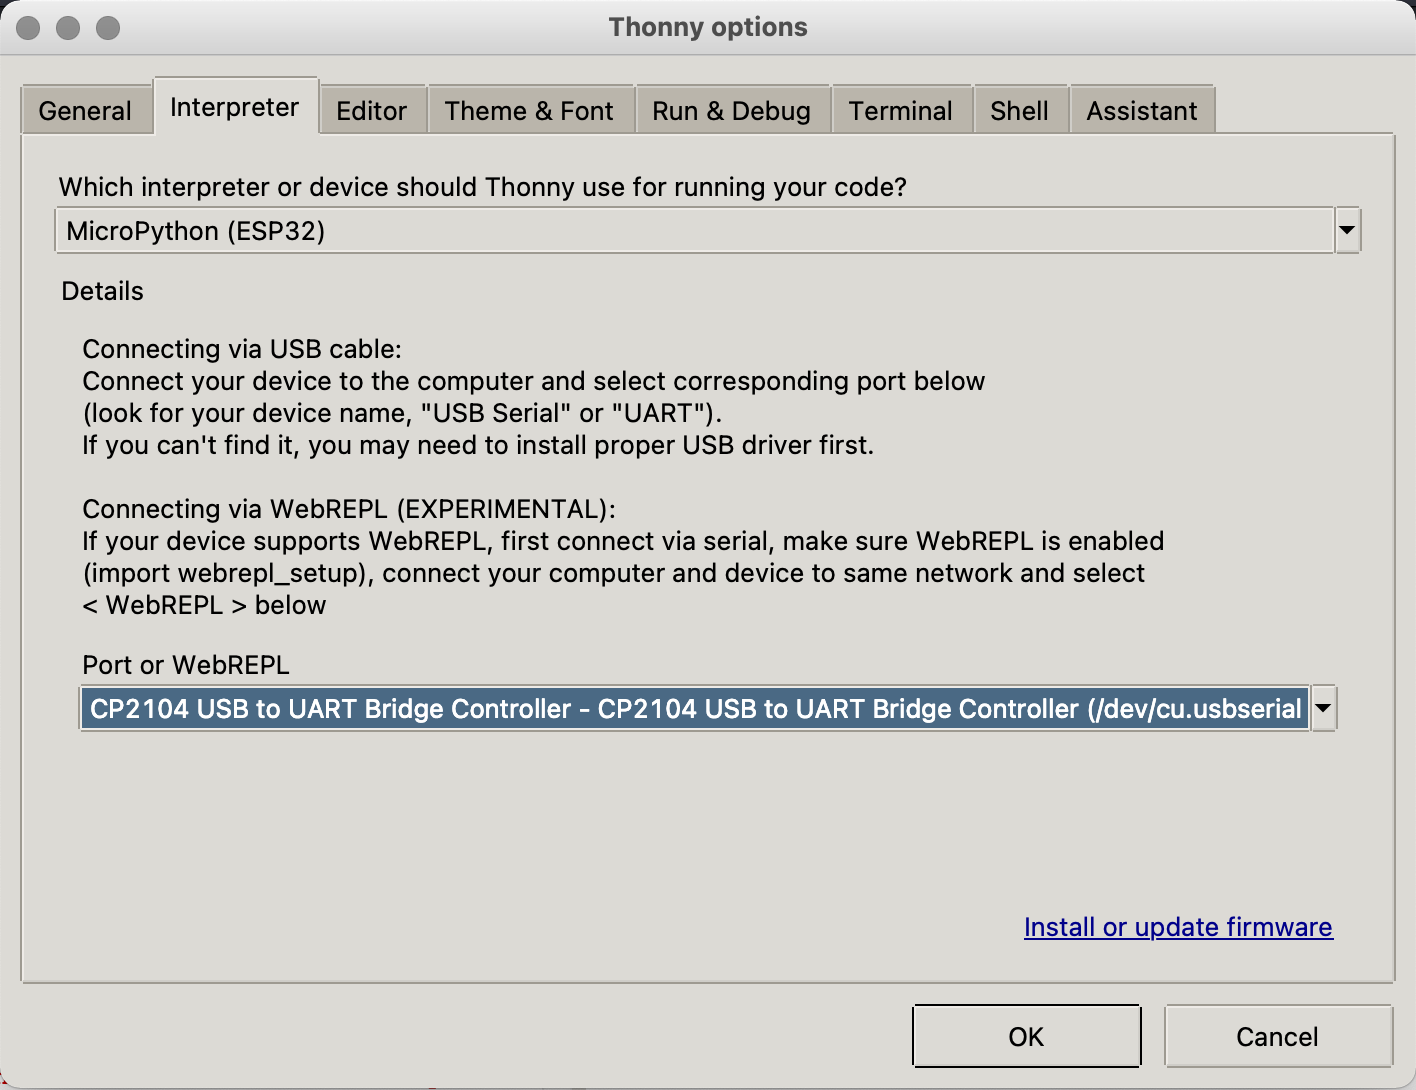 Thonny options
General Interpreter Editor Theme & Font Run & Debug Terminal Shell Assistant
Which interpreter or device should Thonny use for running your code?
MicroPython (ESP32)
Details
Connecting via USB cable:
Connect your device to the computer and select corresponding port below
(look for your device name, "USB Serial" or "UART").
If you can't find it, you may need to install proper USB driver first.
Connecting via WebREPL (EXPERIMENTAL):
If your device supports WebREPL, first connect via serial, make sure WebREPL is enabled
(import webrepl_setup), connect your computer and device to same network and select
< WebREPL > below
Port or WebREPL
CP2104 USB to UART Bridge Controller - CP2104 USB to UART Bridge Controller (/dev/cu.usbserial
Install or update firmware
OK Cancel